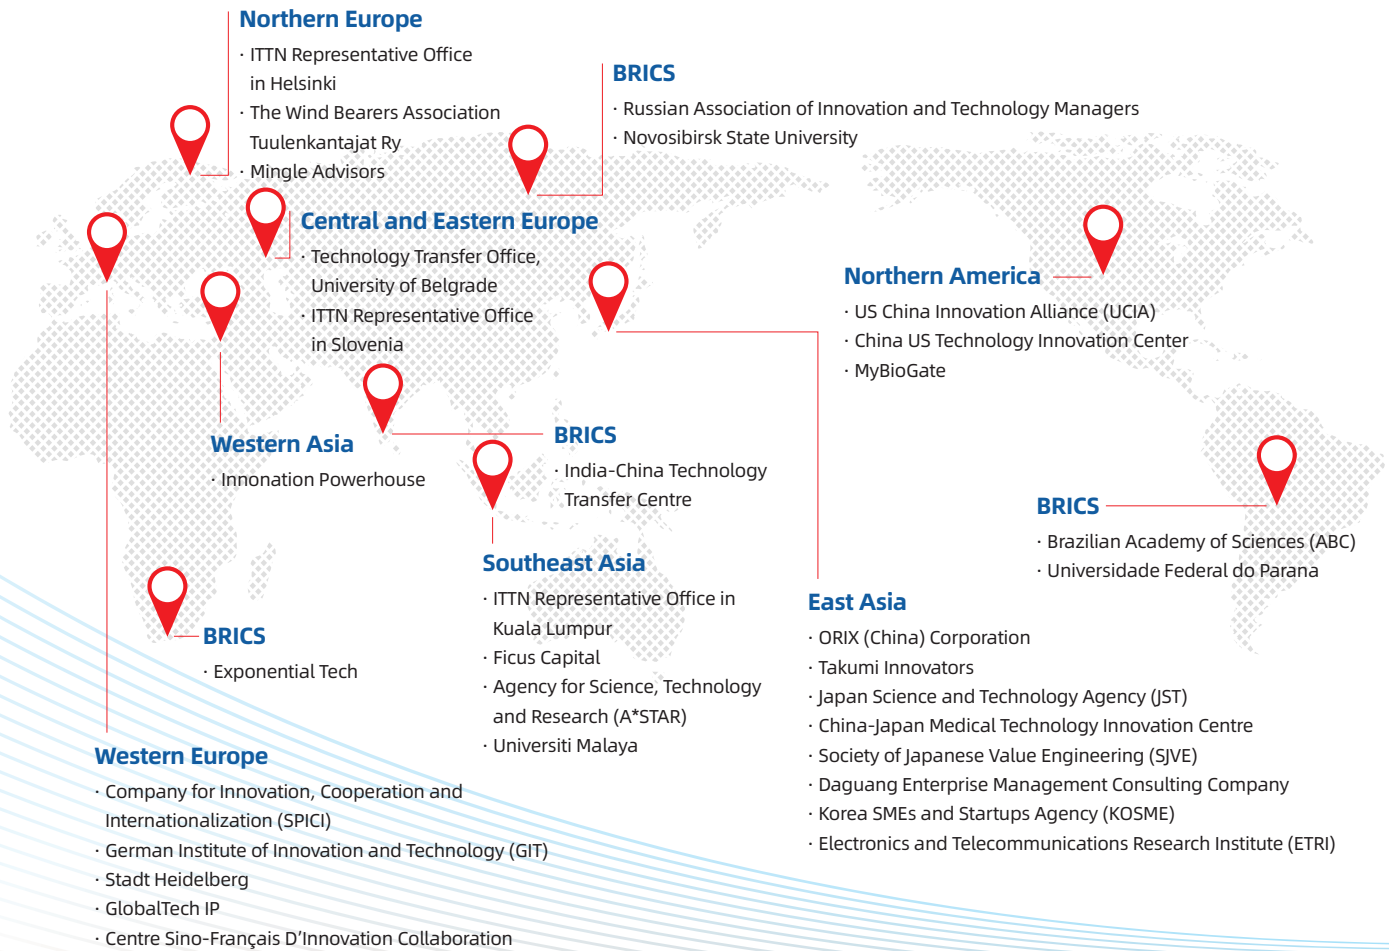 Northern Europe
· ITTN Representative Office
in Helsinki
· The Wind Bearers Association
Tuulenkantajat Ry
· Mingle Advisors
BRICS
· Russian Association of Innovation and Technology Managers
· Novosibirsk State University
Central and Eastern Europe
· Technology Transfer Office,
University of Belgrade
· ITTN Representative Office
in Slovenia
Northern America
· US China Innovation Alliance (UCIA)
· China US Technology Innovation Center
· MyBioGate
Western Asia
· Innonation Powerhouse
BRICS
· India-China Technology
Transfer Centre
BRICS
· Brazilian Academy of Sciences (ABC)
· Universidade Federal do Parana
Southeast Asia
· ITTN Representative Office in
Kuala Lumpur
· Ficus Capital
· Agency for Science, Technology
and Research (A*STAR)
· Universiti Malaya
East Asia
· ORIX (China) Corporation
· Takumi Innovators
· Japan Science and Technology Agency (JST)
· China-Japan Medical Technology Innovation Centre
· Society of Japanese Value Engineering (SJVE)
· Daguang Enterprise Management Consulting Company
· Korea SMEs and Startups Agency (KOSME)
· Electronics and Telecommunications Research Institute (ETRI)
BRICS
· Exponential Tech
Western Europe
· Company for Innovation, Cooperation and
Internationalization (SPICI)
· German Institute of Innovation and Technology (GIT)
· Stadt Heidelberg
· GlobalTech IP
· Centre Sino-Français D’Innovation Collaboration